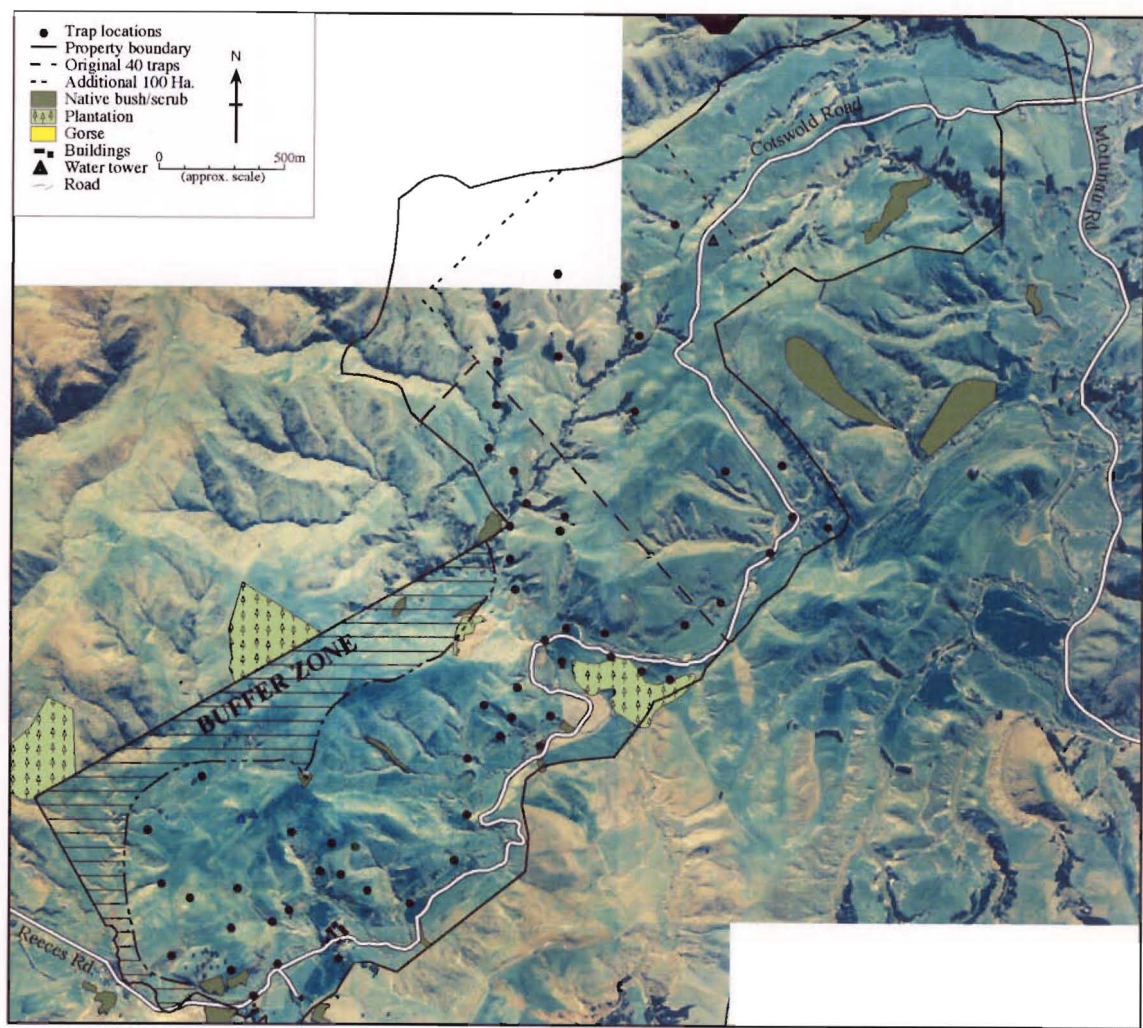 Trap locations
Property boundary
Original 40 traps
Additional 100 Ha.
Native bush/scrub
Plantation
Gorse
Buildings
Water tower
Road
N
0 500m
(approx. scale)
Cotswold Road
Motunau Rd
BUFFER ZONE
Reeces Rd.